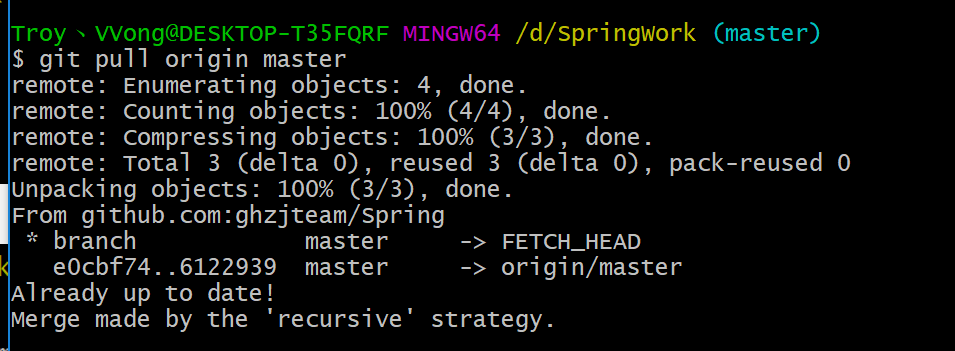 Troy丶VVong@DESKTOP-T35FQRF MINGW64 /d/SpringWork (master)
$ git pull origin master
remote: Enumerating objects: 4, done.
remote: Counting objects: 100% (4/4), done.
remote: Compressing objects: 100% (3/3), done.
remote: Total 3 (delta 0), reused 3 (delta 0), pack-reused 0
Unpacking objects: 100% (3/3), done.
From github.com:ghzjteam/Spring
 * branch            master     -> FETCH_HEAD
   e0cbf74..6122939  master     -> origin/master
Already up to date!
Merge made by the 'recursive' strategy.